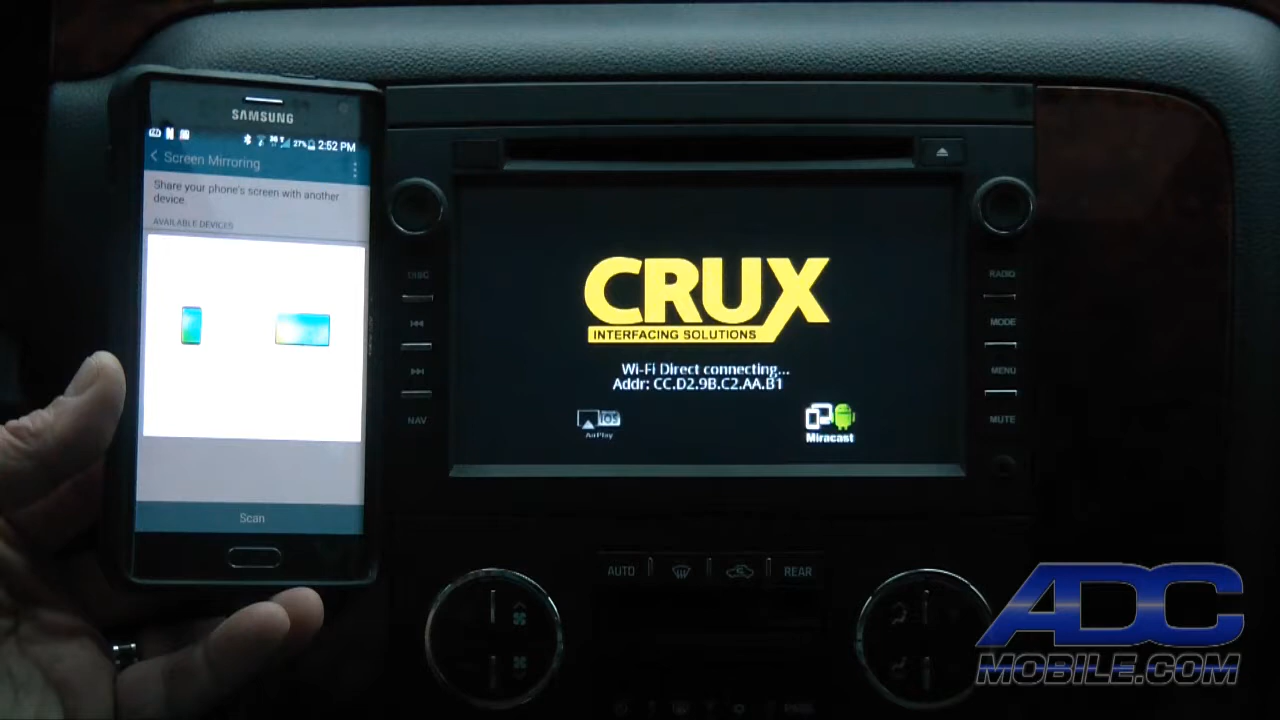 SAMSUNG
27% 2:52 PM
Screen Mirroring
Share your phone's screen with another
device.
AVAILABLE DEVICES
Scan
DISC
NAV
CRUX
INTERFACING SOLUTIONS
Wi-Fi Direct connecting...
Addr: CC.D2.9B.C2.AA.B1
iOS
AirPlay
Miracast
RADIO
MODE
MENU
MUTE
AUTO
REAR
ADC
MOBILE.COM